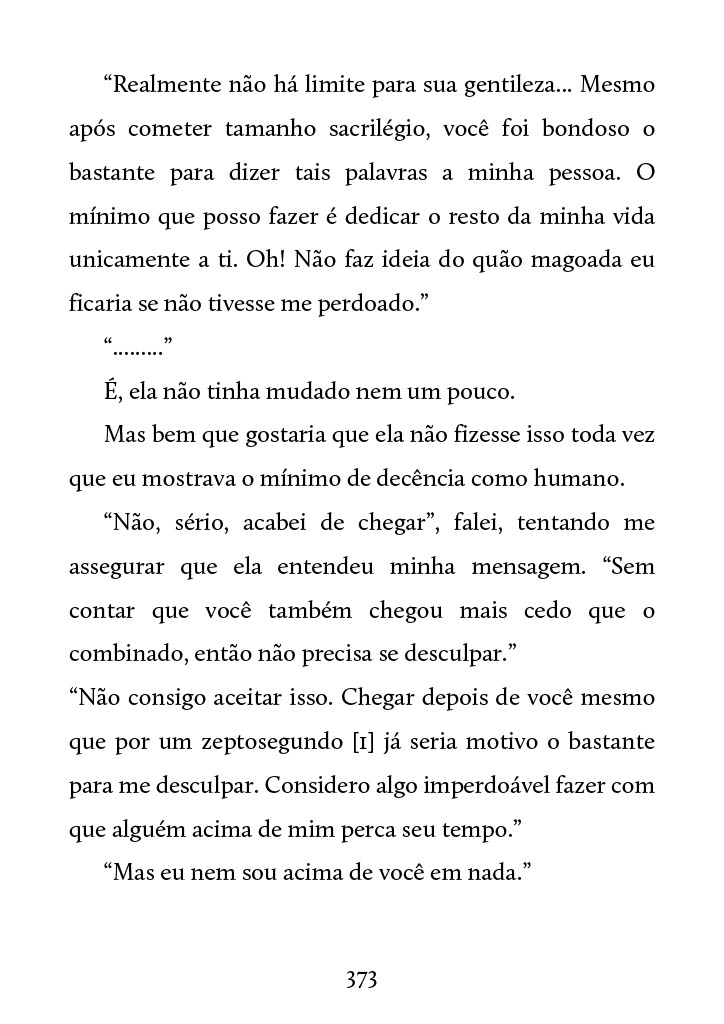 “Realmente não há limite para sua gentileza... Mesmo
após cometer tamanho sacrilégio, você foi bondoso o
bastante para dizer tais palavras a minha pessoa. O
mínimo que posso fazer é dedicar o resto da minha vida
unicamente a ti. Oh! Não faz ideia do quão magoada eu
ficaria se não tivesse me perdoado.”
“.........”
É, ela não tinha mudado nem um pouco.
Mas bem que gostaria que ela não fizesse isso toda vez
que eu mostrava o mínimo de decência como humano.
“Não, sério, acabei de chegar”, falei, tentando me
assegurar que ela entendeu minha mensagem. “Sem
contar que você também chegou mais cedo que o
combinado, então não precisa se desculpar.”
“Não consigo aceitar isso. Chegar depois de você mesmo
que por um zeptosegundo [1] já seria motivo o bastante
para me desculpar. Considero algo imperdoável fazer com
que alguém acima de mim perca seu tempo.”
“Mas eu nem sou acima de você em nada.”
373